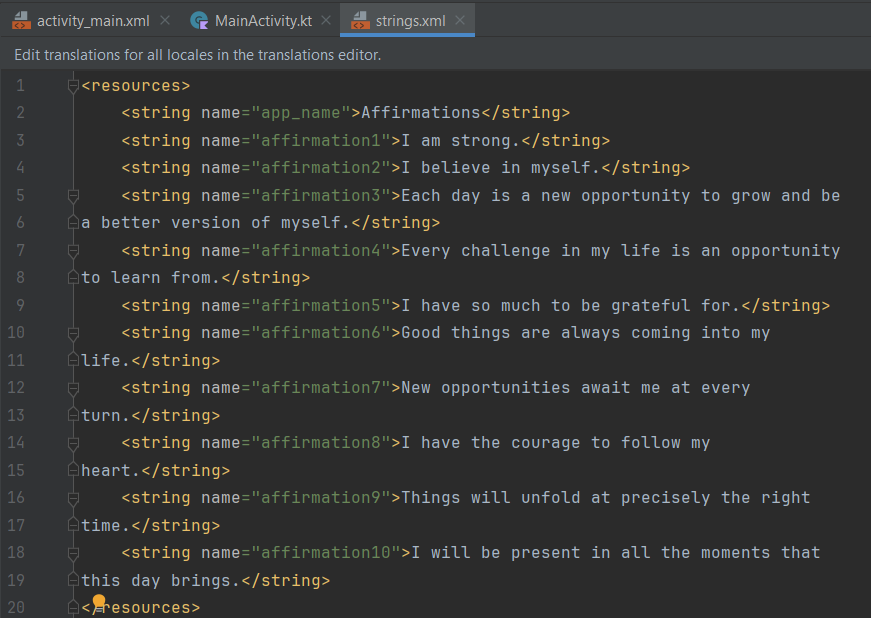 activity_main.xml MainActivity.kt strings.xml
Edit translations for all locales in the translations editor.
1 <resources>
2 <string name="app_name">Affirmations</string>
3 <string name="affirmation1">I am strong.</string>
4 <string name="affirmation2">I believe in myself.</string>
5 <string name="affirmation3">Each day is a new opportunity to grow and be
6 a better version of myself.</string>
7 <string name="affirmation4">Every challenge in my life is an opportunity
8 to learn from.</string>
9 <string name="affirmation5">I have so much to be grateful for.</string>
10 <string name="affirmation6">Good things are always coming into my
11 life.</string>
12 <string name="affirmation7">New opportunities await me at every
13 turn.</string>
14 <string name="affirmation8">I have the courage to follow my
15 heart.</string>
16 <string name="affirmation9">Things will unfold at precisely the right
17 time.</string>
18 <string name="affirmation10">I will be present in all the moments that
19 this day brings.</string>
20 </resources>